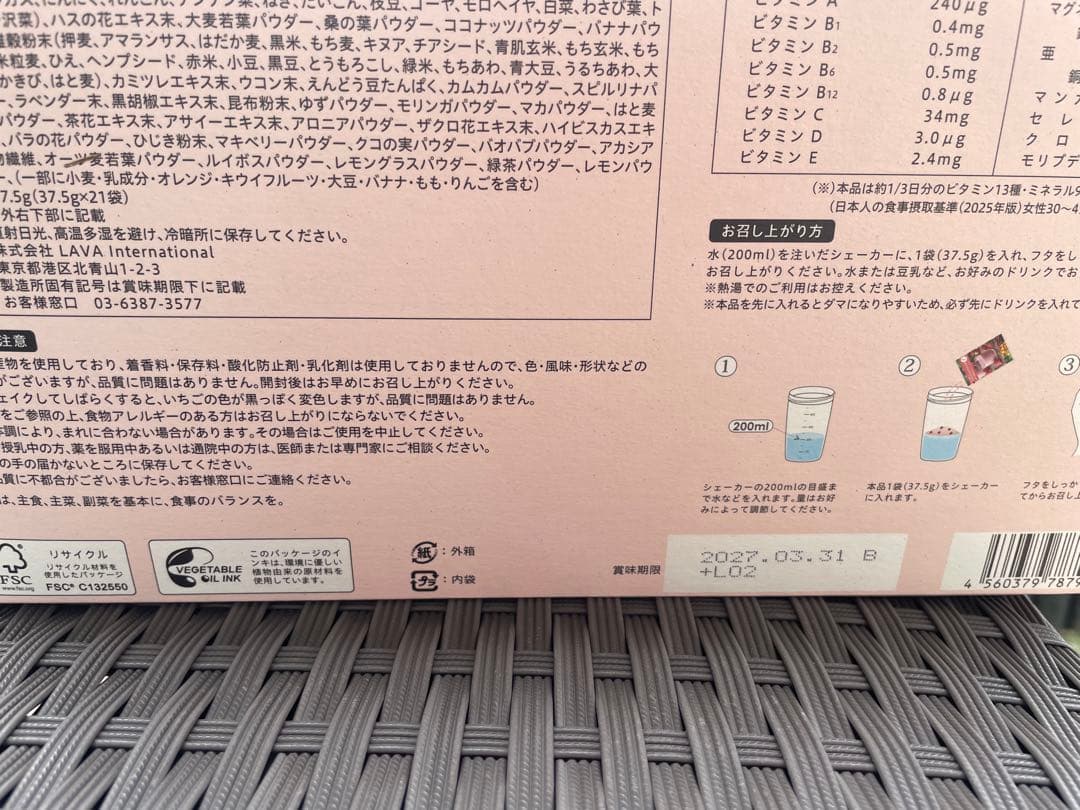 ガス、にんにく、れんこん、チンゲン菜、ねぎ、だいこん、枝豆、ゴーヤ、モロヘイヤ、白菜、わさび葉、ト
沢菜)、ハスの花エキス末、大麦若葉パウダー、桑の葉パウダー、ココナッツパウダー、バナナパウ
雑穀粉末(押麦、アマランサス、はだか麦、黒米、もち麦、キヌア、チアシード、青肌玄米、もち玄米、もち
米粒麦、ひえ、ヘンプシード、赤米、小豆、黒豆、とうもろこし、緑米、もちあわ、青大豆、うるちあわ、大
かきび、はと麦)、カミツレエキス末、ウコン末、えんどう豆たんぱく、カムカムパウダー、スピルリナパ
ー、ラベンダー末、黒胡椒エキス末、昆布粉末、ゆずパウダー、モリンガパウダー、マカパウダー、はと麦
パウダー、茶花エキス末、アサイーエキス末、アロニアパウダー、ザクロ花エキス末、ハイビスカスエキ
、バラの花パウダー、ひじき粉末、マキベリーパウダー、クコの実パウダー、バオバブパウダー、アカシア
物繊維、オーツ麦若葉パウダー、ルイボスパウダー、レモングラスパウダー、緑茶パウダー、レモンパウ
ー、(一部に小麦・乳成分・オレンジ・キウイフルーツ・大豆・バナナ・もも・りんごを含む)
7.5g(37.5g×21袋)
外右下部に記載
直射日光、高温多湿を避け、冷暗所に保存してください。
株式会社 LAVA International
東京都港区北青山1-2-3
製造所固有記号は賞味期限下に記載
お客様窓口 03-6387-3577
注意
産物を使用しており、着香料・保存料・酸化防止剤・乳化剤は使用しておりませんので、色・風味・形状などの
がございますが、品質に問題はありません。開封後はお早めにお召し上がりください。
ェイクしてしばらくすると、いちごの色が黒っぽく変色しますが、品質に問題はありません。
をご参照の上、食物アレルギーのある方はお召し上がりにならないでください。
体調により、まれに合わない場合があります。その場合はご使用を中止してください。
授乳中の方、薬を服用中あるいは通院中の方は、医師または専門家にご相談ください。
の手の届かないところに保存してください。
品質に不都合がございましたら、お客様窓口にご連絡ください。
は、主食、主菜、副菜を基本に、食事のバランスを。
FSC
www.fsc.org
リサイクル
リサイクル材料を
使用したパッケージ
FSC® C132550
VEGETABLE
OIL INK
このパッケージのイ
ンキは、環境に優しい
植物由来の原材料を
使用しています。
紙：外箱
プラ：内袋
ビタミン A 240μg
ビタミン B1 0.4mg
ビタミン B2 0.5mg
ビタミン B6 0.5mg
ビタミン B12 0.8μg
ビタミン C 34mg
ビタミン D 3.0μg
ビタミン E 2.4mg
マグネ
亜
銅
マンガ
セレ
クロ
モリブデ
(※)本品は約1/3日分のビタミン13種・ミネラル9
(日本人の食事摂取基準(2025年版)女性30〜4
お召し上がり方
水(200ml)を注いだシェーカーに、1袋(37.5g)を入れ、フタをし
お召し上がりください。水または豆乳など、お好みのドリンクでお
※熱湯でのご利用はお控えください。
※本品を先に入れるとダマになりやすいため、必ず先にドリンクを入れて
1
2
3
200ml
シェーカーの200mlの目盛ま
で水などを入れます。量はお好
みによって調節してください。
本品1袋(37.5g)をシェーカー
に入れます。
フタをしっか
てからお召し上
賞味期限
2027.03.31 B
+L02
4 560379 7879